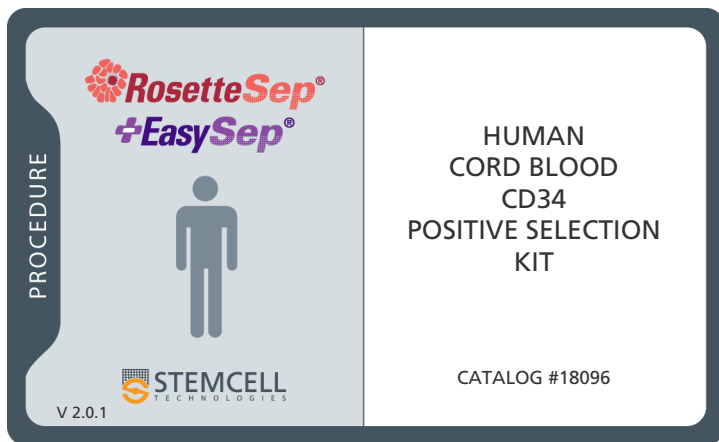 PROCEDURE
RosetteSep®
EasySep®
STEMCELL
TECHNOLOGIES
V 2.0.1
HUMAN
CORD BLOOD
CD34
POSITIVE SELECTION
KIT
CATALOG #18096